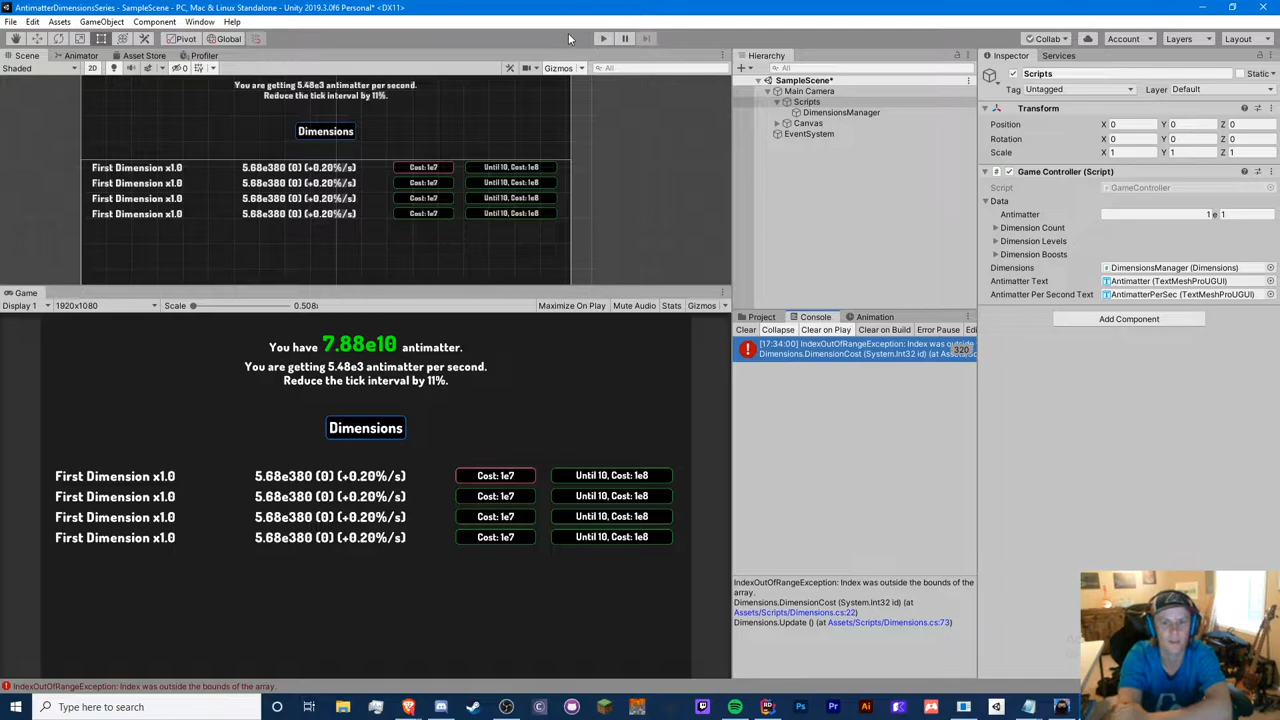 AntimatterDimensionsSeries - SampleScene - PC, Mac & Linux Standalone - Unity 2019.3.0f6 Personal* <DX11>
File Edit Assets GameObject Component Window Help
Pivot Global Collab Account Layers Layout
Scene Animator Asset Store Profiler
Shaded 2D 0 Gizmos All
You are getting 5.48e3 antimatter per second.
Reduce the tick interval by 11%.
Dimensions
First Dimension x1.0 5.68e380 (0) (+0.20%/s) Cost: 1e7 Until 10, Cost: 1e8
First Dimension x1.0 5.68e380 (0) (+0.20%/s) Cost: 1e7 Until 10, Cost: 1e8
First Dimension x1.0 5.68e380 (0) (+0.20%/s) Cost: 1e7 Until 10, Cost: 1e8
First Dimension x1.0 5.68e380 (0) (+0.20%/s) Cost: 1e7 Until 10, Cost: 1e8
Game
Display 1 1920x1080 Scale 0.508x Maximize On Play Mute Audio Stats Gizmos
You have 7.88e10 antimatter.
You are getting 5.48e3 antimatter per second.
Reduce the tick interval by 11%.
Dimensions
First Dimension x1.0 5.68e380 (0) (+0.20%/s) Cost: 1e7 Until 10, Cost: 1e8
First Dimension x1.0 5.68e380 (0) (+0.20%/s) Cost: 1e7 Until 10, Cost: 1e8
First Dimension x1.0 5.68e380 (0) (+0.20%/s) Cost: 1e7 Until 10, Cost: 1e8
First Dimension x1.0 5.68e380 (0) (+0.20%/s) Cost: 1e7 Until 10, Cost: 1e8
Hierarchy
All
SampleScene*
Main Camera
Scripts
DimensionsManager
Canvas
EventSystem
Project Console Animation
Clear Collapse Clear on Play Clear on Build Error Pause Edi
[17:34:00] IndexOutOfRangeException: Index was outside
Dimensions.DimensionCost (System.Int32 id) (at Assets/Sc
320
IndexOutOfRangeException: Index was outside the bounds of the
array.
Dimensions.DimensionCost (System.Int32 id) (at
Assets/Scripts/Dimensions.cs:22)
Dimensions.Update () (at Assets/Scripts/Dimensions.cs:73)
Inspector Services
Scripts Static
Tag Untagged Layer Default
Transform
Position X 0 Y 0 Z 0
Rotation X 0 Y 0 Z 0
Scale X 1 Y 1 Z 1
Game Controller (Script)
Script GameController
Data
Antimatter 1 e 1
Dimension Count
Dimension Levels
Dimension Boosts
Dimensions DimensionsManager (Dimensions)
Antimatter Text Antimatter (TextMeshProUGUI)
Antimatter Per Second Text AntimatterPerSec (TextMeshProUGUI)
Add Component
IndexOutOfRangeException: Index was outside the bounds of the array.
Type here to search